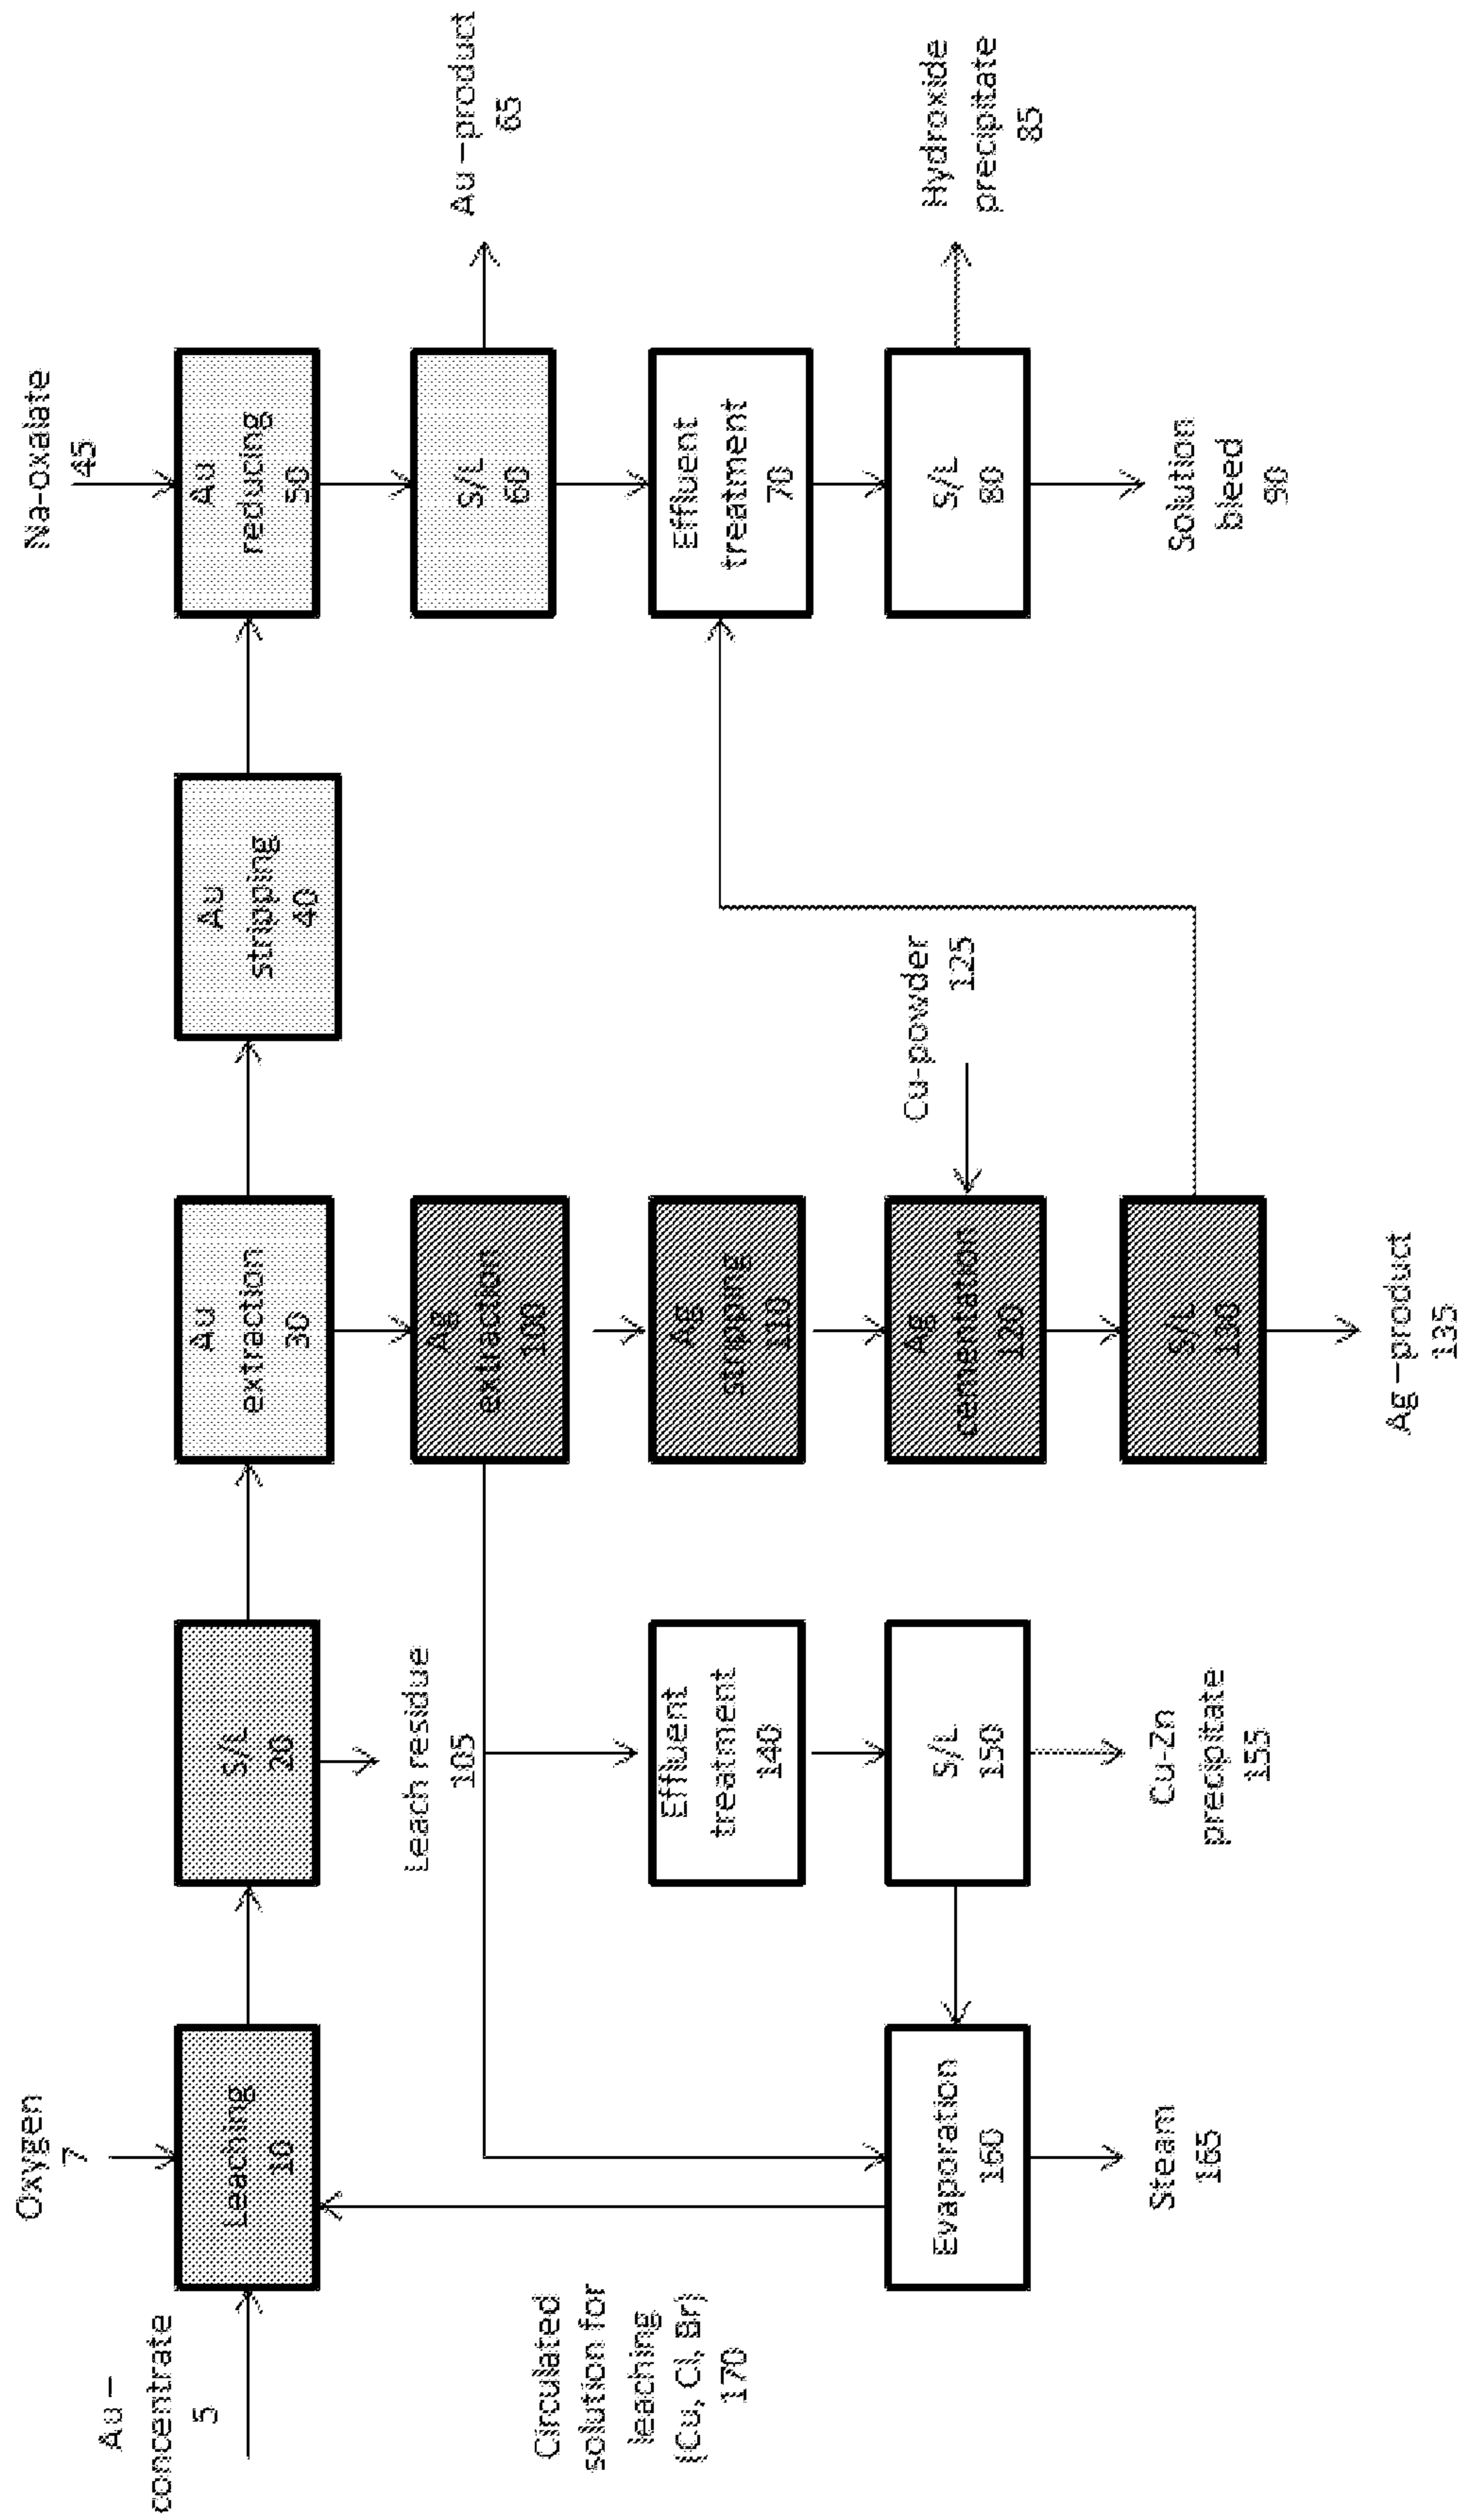 Oxygen
7
Na-oxalate
45
Au–
concentrate
5
Leaching
10
S/L
20
Au
extraction
30
Au
stripping
40
Au
reducing
50
Leach residue
105
Ag
extraction
100
S/L
60
Au–product
65
Circulated
solution for
leaching
(Cu, Cl, Br)
170
Effluent
treatment
140
Ag
stripping
110
Effluent
treatment
70
Cu-powder
125
Evaporation
160
S/L
150
Ag
cementation
120
S/L
80
Hydroxide
precipitate
85
Steam
165
Cu-Zn
precipitate
155
S/L
130
Solution
bleed
90
Ag–product
135